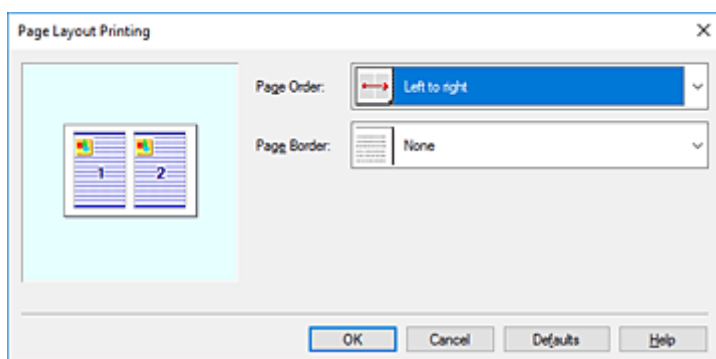 Page Layout Printing
Page Order: Left to right
1 2
Page Border: None
OK Cancel Defaults Help